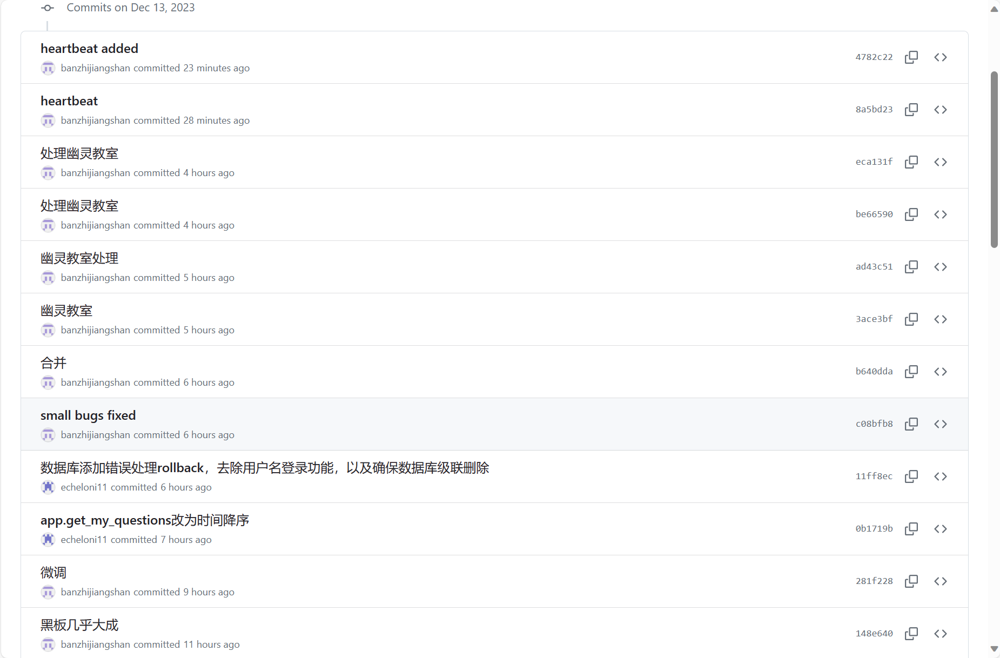 Commits on Dec 13, 2023
heartbeat added
banzhijiangshan committed 23 minutes ago
4782c22
heartbeat
banzhijiangshan committed 28 minutes ago
8a5bd23
处理幽灵教室
banzhijiangshan committed 4 hours ago
eca131f
处理幽灵教室
banzhijiangshan committed 4 hours ago
be66590
幽灵教室处理
banzhijiangshan committed 5 hours ago
ad43c51
幽灵教室
banzhijiangshan committed 5 hours ago
3ace3bf
合并
banzhijiangshan committed 6 hours ago
b640dda
small bugs fixed
banzhijiangshan committed 6 hours ago
c08bfb8
数据库添加错误处理rollback，去除用户名登录功能，以及确保数据库级联删除
echeloni11 committed 6 hours ago
11ff8ec
app.get_my_questions改为时间降序
echeloni11 committed 7 hours ago
0b1719b
微调
banzhijiangshan committed 9 hours ago
281f228
黑板几乎大成
banzhijiangshan committed 11 hours ago
148e640